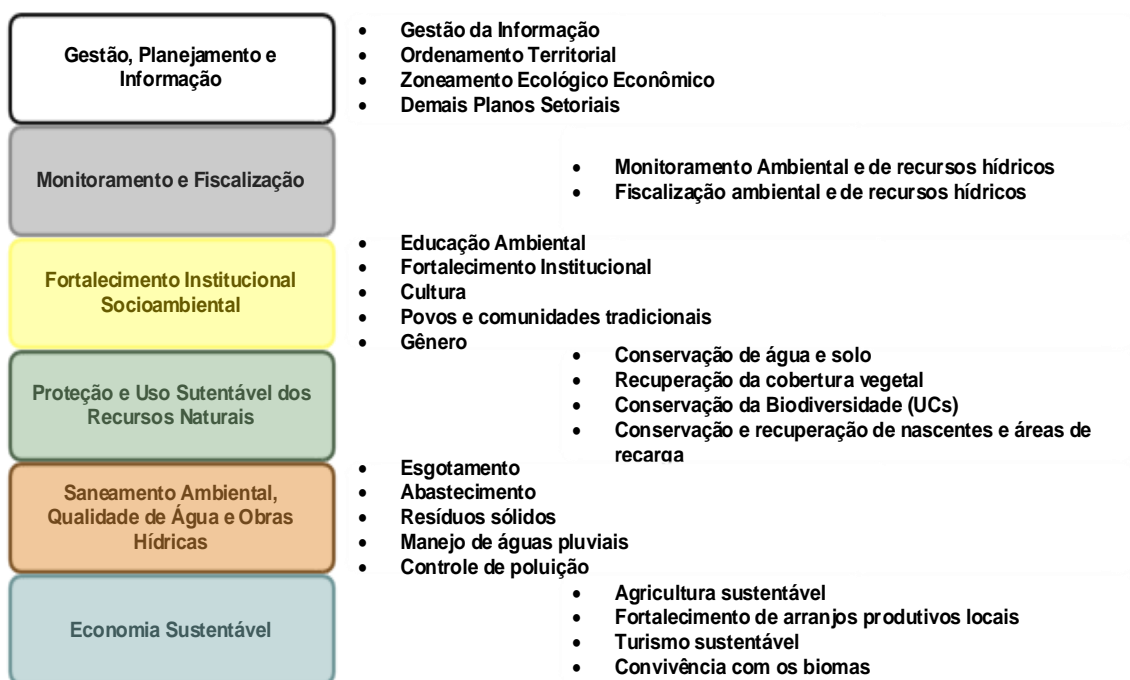 Gestão, Planejamento e
Informação
• Gestão da Informação
• Ordenamento Territorial
• Zoneamento Ecológico Econômico
• Demais Planos Setoriais
Monitoramento e Fiscalização
• Monitoramento Ambiental e de recursos hídricos
• Fiscalização ambiental e de recursos hídricos
Fortalecimento Institucional
Socioambiental
• Educação Ambiental
• Fortalecimento Institucional
• Cultura
• Povos e comunidades tradicionais
• Gênero
Proteção e Uso Sutentável dos
Recursos Naturais
• Conservação de água e solo
• Recuperação da cobertura vegetal
• Conservação da Biodiversidade (UCs)
• Conservação e recuperação de nascentes e áreas de
recarga
Saneamento Ambiental,
Qualidade de Água e Obras
Hídricas
• Esgotamento
• Abastecimento
• Resíduos sólidos
• Manejo de águas pluviais
• Controle de poluição
Economia Sustentável
• Agricultura sustentável
• Fortalecimento de arranjos produtivos locais
• Turismo sustentável
• Convivência com os biomas